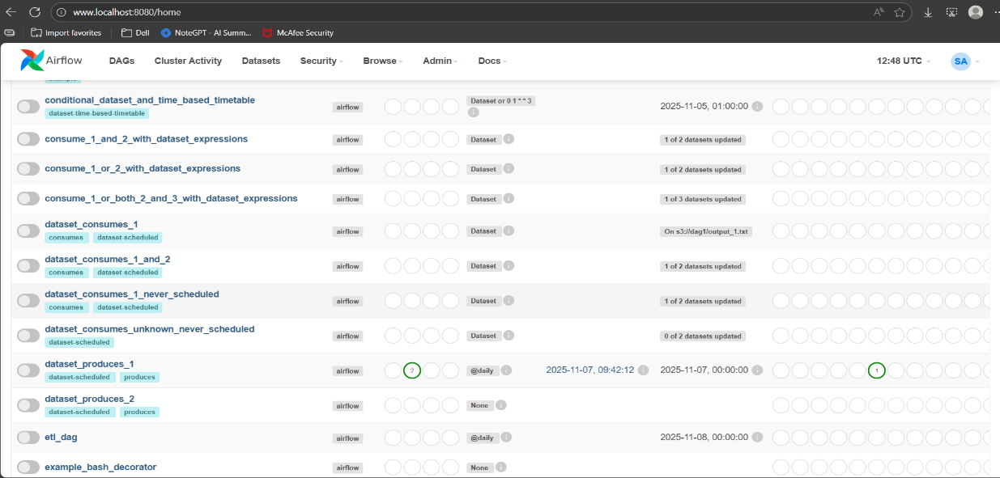 www.localhost:8080/home
Import favorites Dell NoteGPT - AI Summ... McAfee Security
Airflow DAGs Cluster Activity Datasets Security Browse Admin Docs 12:48 UTC SA
example
conditional_dataset_and_time_based_timetable airflow Dataset or 0 1 * * 3 2025-11-05, 01:00:00
dataset-time-based-timetable
consume_1_and_2_with_dataset_expressions airflow Dataset 1 of 2 datasets updated
consume_1_or_2_with_dataset_expressions airflow Dataset 1 of 2 datasets updated
consume_1_or_both_2_and_3_with_dataset_expressions airflow Dataset 1 of 3 datasets updated
dataset_consumes_1 airflow Dataset On s3://dag1/output_1.txt
consumes dataset-scheduled
dataset_consumes_1_and_2 airflow Dataset 1 of 2 datasets updated
consumes dataset-scheduled
dataset_consumes_1_never_scheduled airflow Dataset 1 of 2 datasets updated
consumes dataset-scheduled
dataset_consumes_unknown_never_scheduled airflow Dataset 0 of 2 datasets updated
dataset-scheduled
dataset_produces_1 airflow 2 @daily 2025-11-07, 09:42:12 2025-11-07, 00:00:00 1
dataset-scheduled produces
dataset_produces_2 airflow None
dataset-scheduled produces
etl_dag airflow @daily 2025-11-08, 00:00:00
example_bash_decorator airflow None